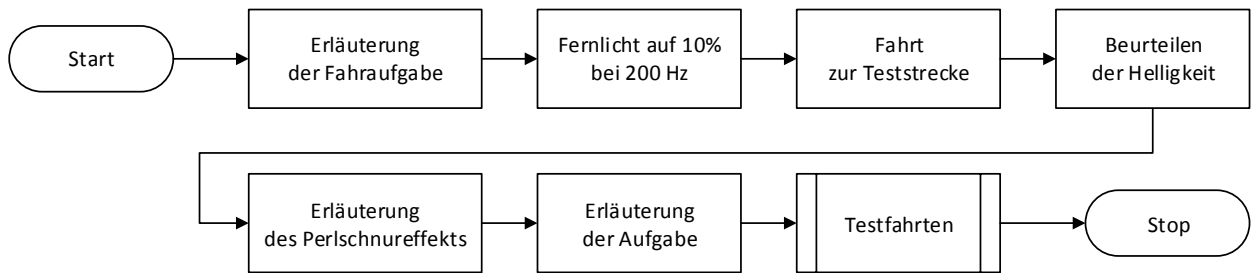 Start
Erläuterung
der Fahraufgabe
Fernlicht auf 10%
bei 200 Hz
Fahrt
zur Teststrecke
Beurteilen
der Helligkeit
Erläuterung
des Perlschnureffekts
Erläuterung
der Aufgabe
Testfahrten
Stop